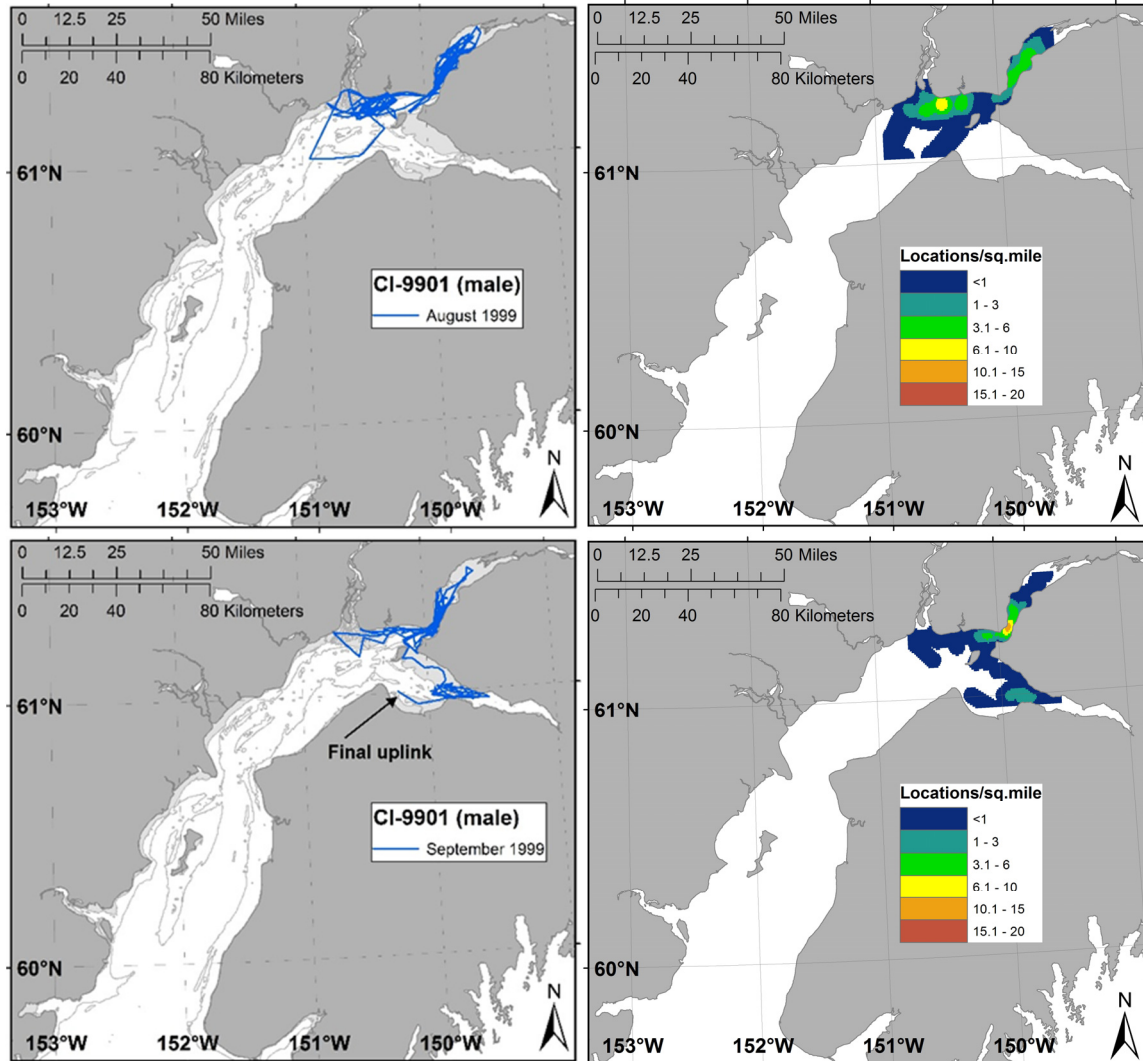 0 12.5 25 50 Miles
0 20 40 80 Kilometers
61°N
CI-9901 (male)
August 1999
60°N
N
153°W 152°W 151°W 150°W
0 12.5 25 50 Miles
0 20 40 80 Kilometers
61°N
Locations/sq.mile
<1
1 - 3
3.1 - 6
6.1 - 10
10.1 - 15
15.1 - 20
60°N
N
153°W 152°W 151°W 150°W
0 12.5 25 50 Miles
0 20 40 80 Kilometers
61°N
Final uplink
CI-9901 (male)
September 1999
60°N
N
153°W 152°W 151°W 150°W
0 12.5 25 50 Miles
0 20 40 80 Kilometers
61°N
Locations/sq.mile
<1
1 - 3
3.1 - 6
6.1 - 10
10.1 - 15
15.1 - 20
60°N
N
153°W 152°W 151°W 150°W